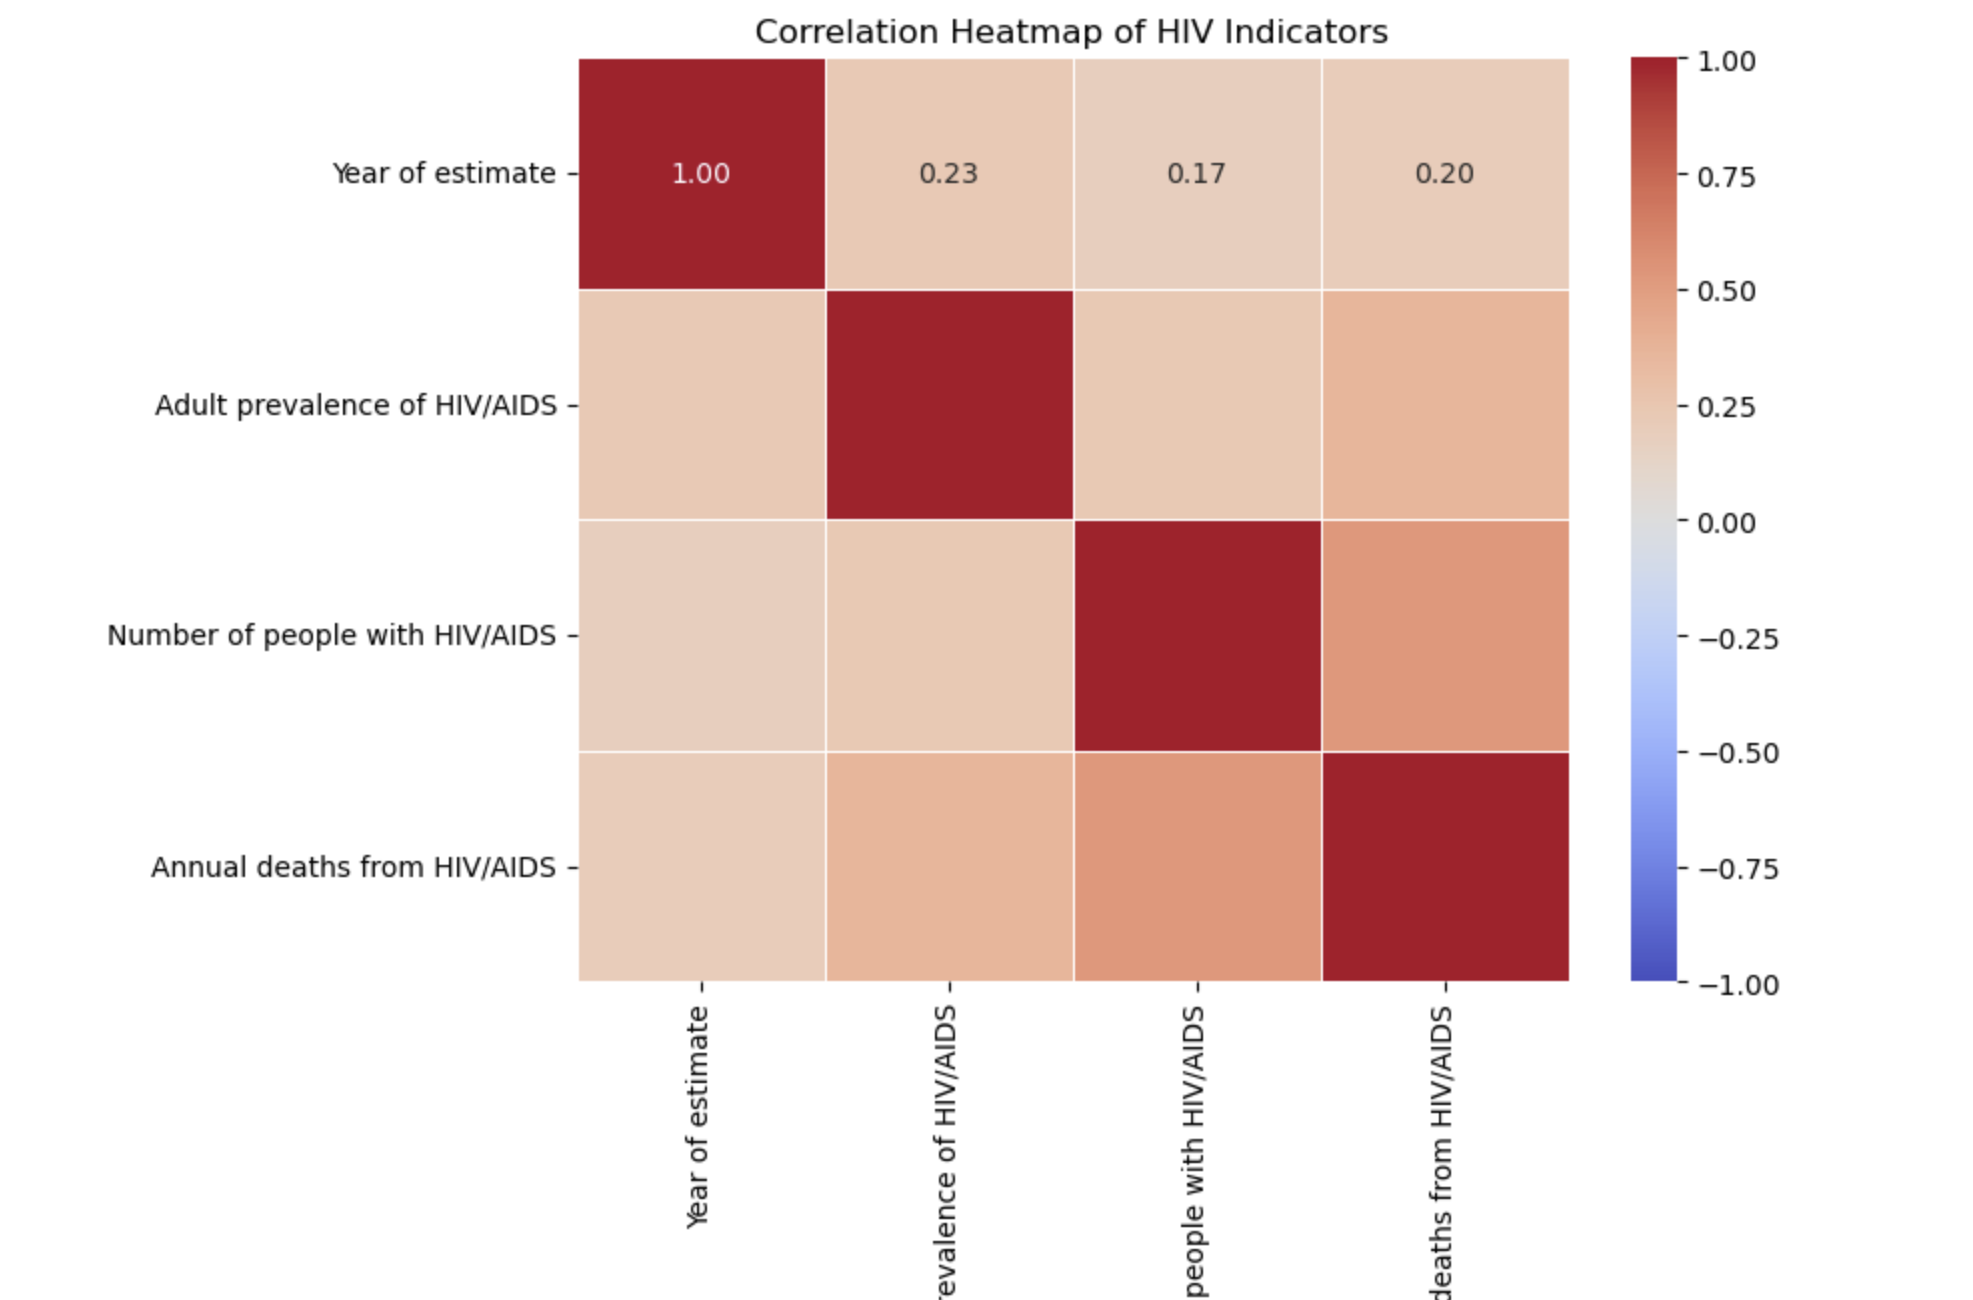 Correlation Heatmap of HIV Indicators
Year of estimate
1.00 0.23 0.17 0.20
Adult prevalence of HIV/AIDS
Number of people with HIV/AIDS
Annual deaths from HIV/AIDS
Year of estimate
revalence of HIV/AIDS
people with HIV/AIDS
deaths from HIV/AIDS
1.00
0.75
0.50
0.25
0.00
−0.25
−0.50
−0.75
−1.00